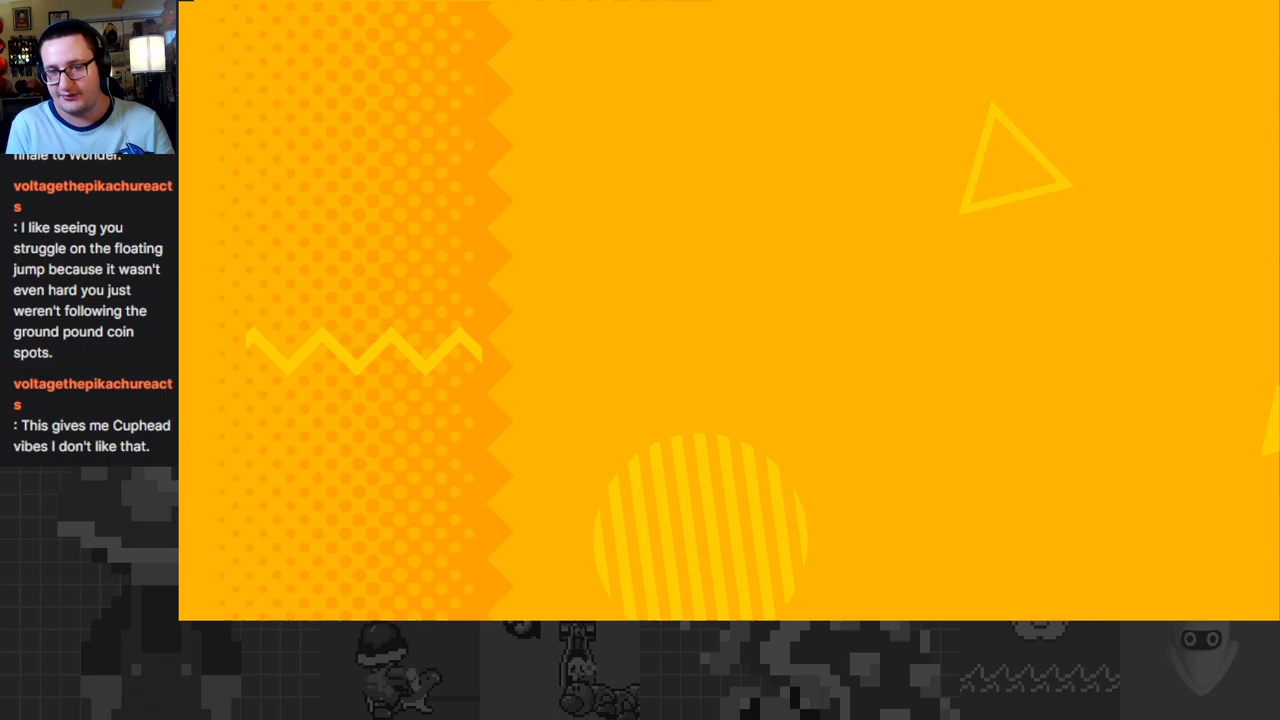 finale to Wonder.
voltagethepikachureact
s
: I like seeing you
struggle on the floating
jump because it wasn't
even hard you just
weren't following the
ground pound coin
spots.
voltagethepikachureact
s
: This gives me Cuphead
vibes I don't like that.